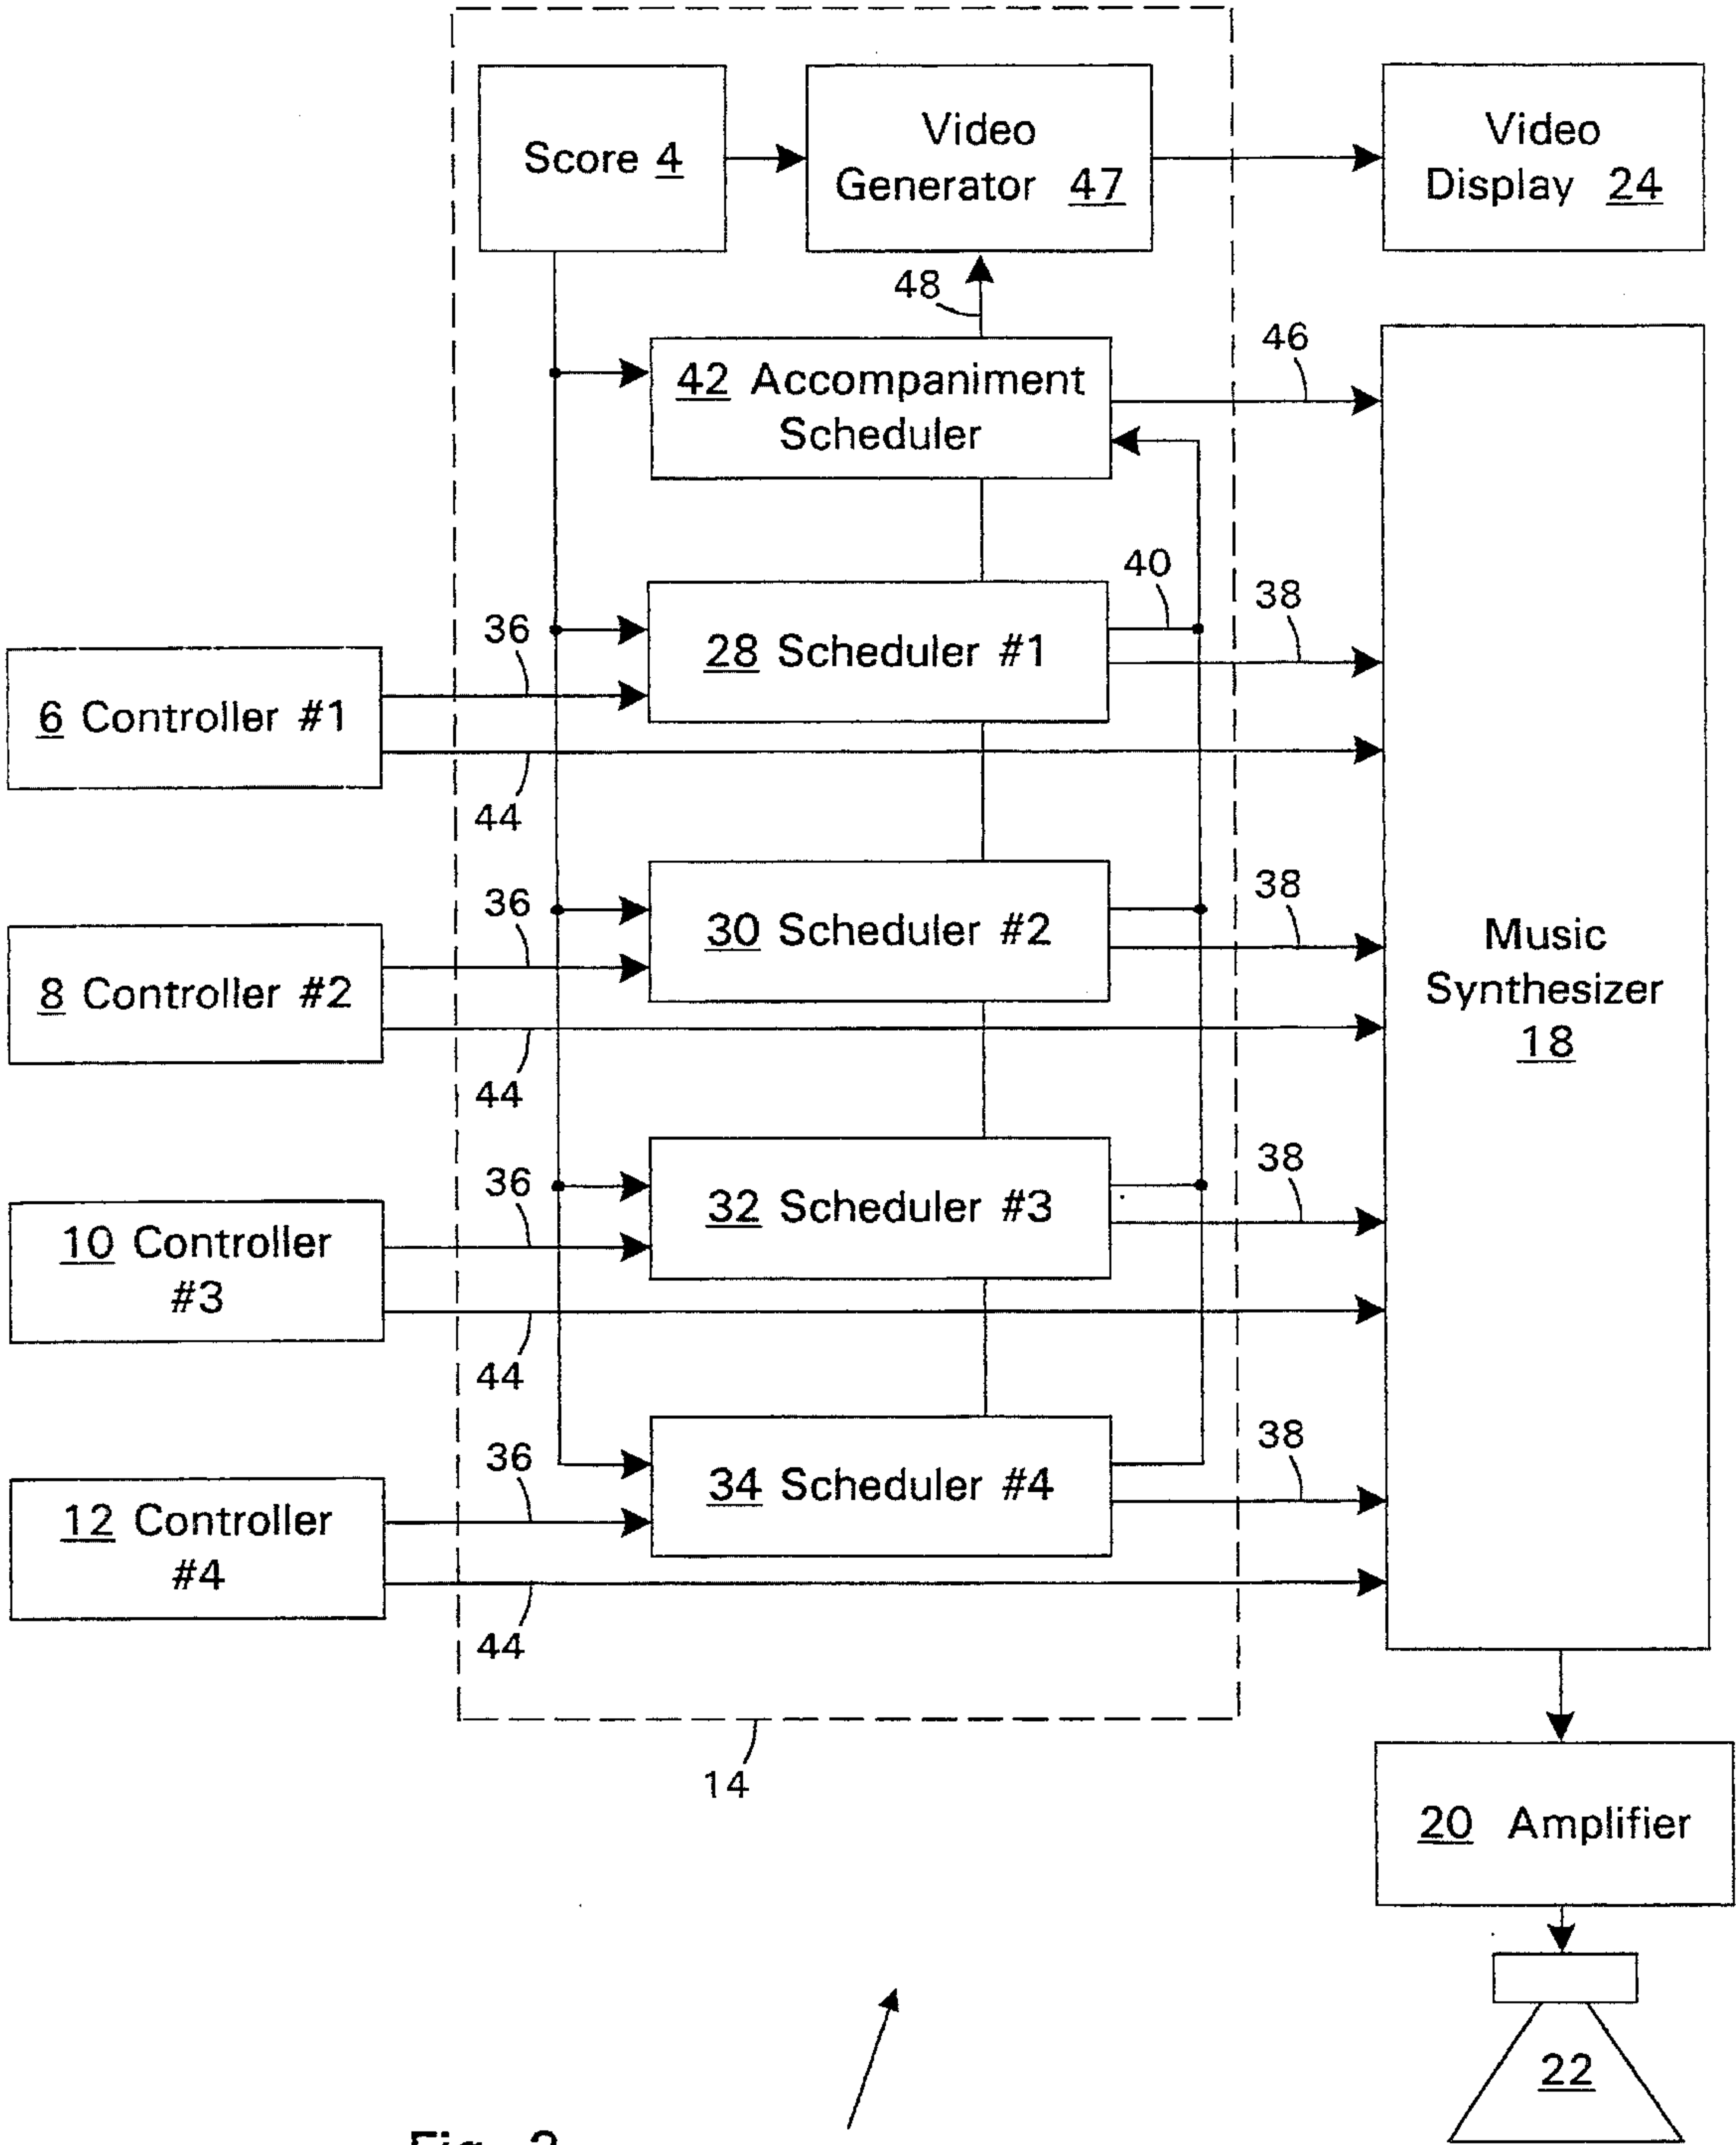 Score 4
Video
Generator 47
Video
Display 24
48
46
42 Accompaniment
Scheduler
40
38
36
28 Scheduler #1
6 Controller #1
44
38
36
30 Scheduler #2
8 Controller #2
Music
Synthesizer
18
44
38
36
32 Scheduler #3
10 Controller
#3
44
38
36
34 Scheduler #4
12 Controller
#4
44
14
20 Amplifier
22